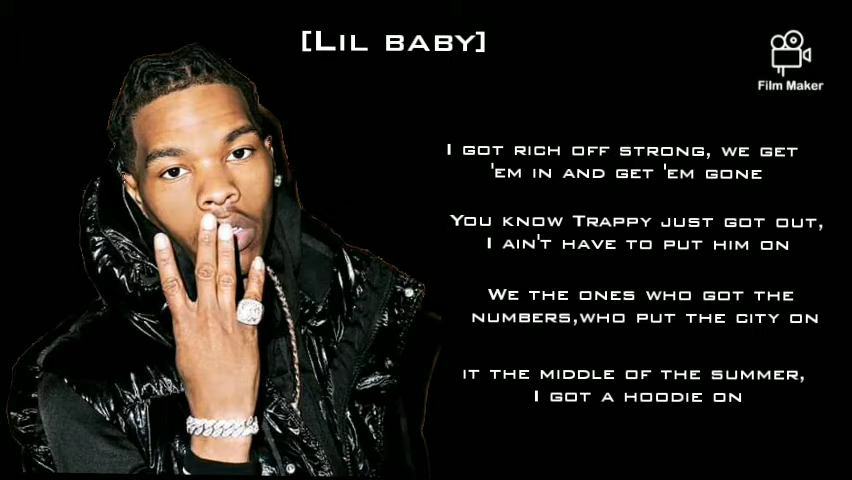 [Lil baby]
Film Maker
I got rich off strong, we get
'em in and get 'em gone
You know Trappy just got out,
I ain't have to put him on
We the ones who got the
numbers,who put the city on
it the middle of the summer,
I got a hoodie on